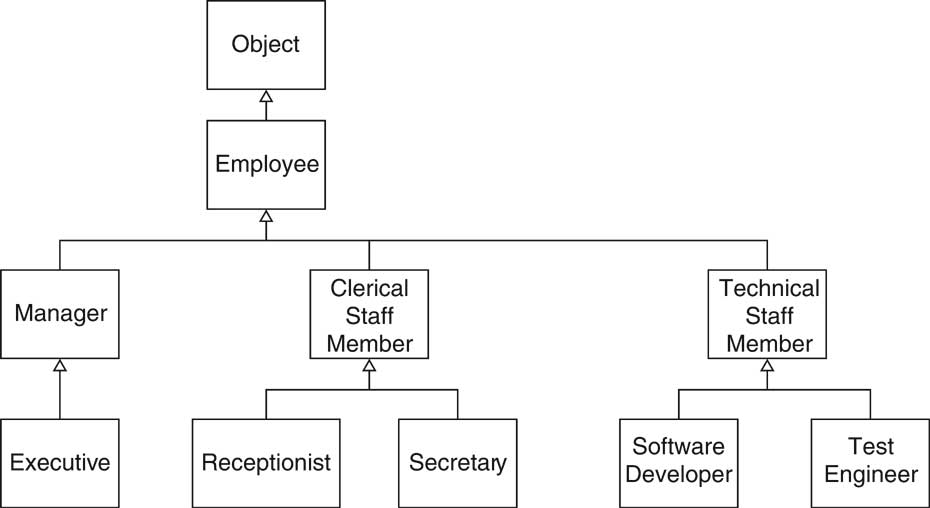 Object
Employee
Manager
Clerical
Staff
Member
Technical
Staff
Member
Executive
Receptionist
Secretary
Software
Developer
Test
Engineer